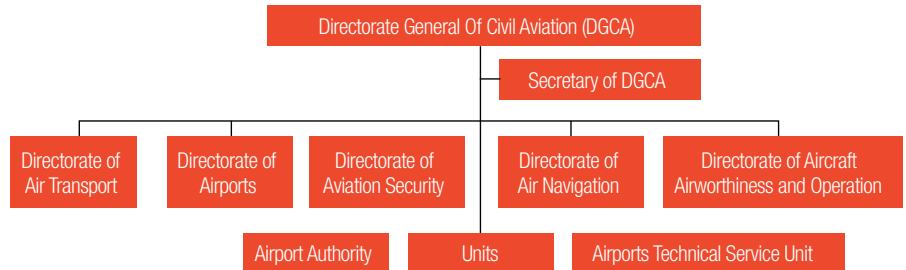 Directorate General Of Civil Aviation (DGCA)
Secretary of DGCA
Directorate of
Air Transport
Directorate of
Airports
Directorate of
Aviation Security
Directorate of
Air Navigation
Directorate of Aircraft
Airworthiness and Operation
Airport Authority
Units
Airports Technical Service Unit